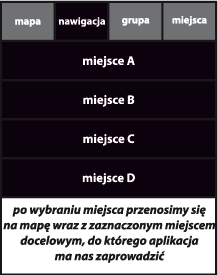 mapa nawigacja grupa miejsca
miejsce A
miejsce B
miejsce C
miejsce D
po wybraniu miejsca przenosimy się
na mapę wraz z zaznaczonym miejscem
docelowym, do którego aplikacja
ma nas zaprowadzić